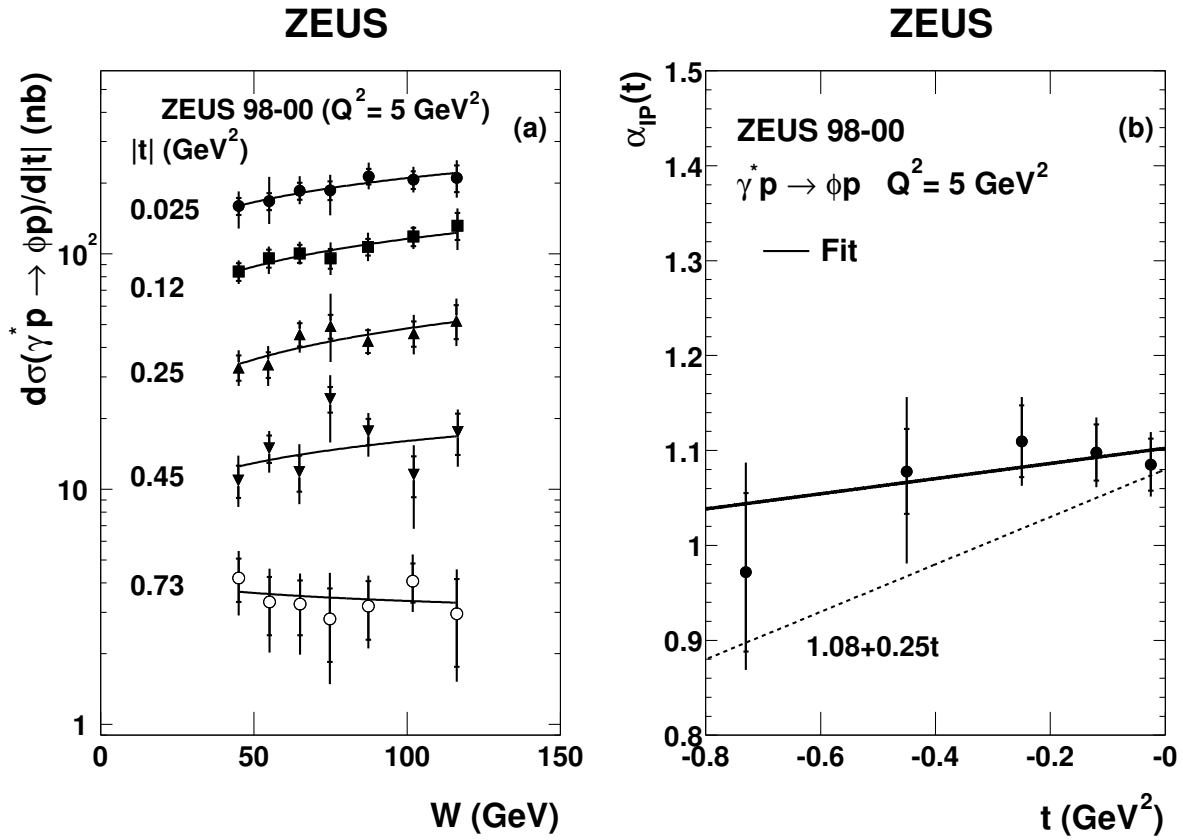 ZEUS
ZEUS 98-00 (Q² = 5 GeV²)
(a)
|t| (GeV²)
0.025
0.12
0.25
0.45
0.73
10²
10
1
0 50 100 150
W (GeV)
dσ(γ* p → ϕp)/d|t| (nb)
ZEUS
ZEUS 98-00
(b)
γ*p → ϕp Q² = 5 GeV²
Fit
1.08+0.25t
1.5
1.4
1.3
1.2
1.1
1
0.9
0.8
-0.8 -0.6 -0.4 -0.2 -0
t (GeV²)
α_IP(t)